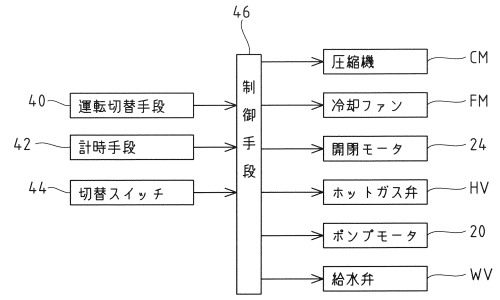 46
40
運転切替手段
42
計時手段
44
切替スイッチ
制御手段
圧縮機
CM
冷却ファン
FM
開閉モータ
24
ホットガス弁
HV
ポンプモータ
20
給水弁
WV